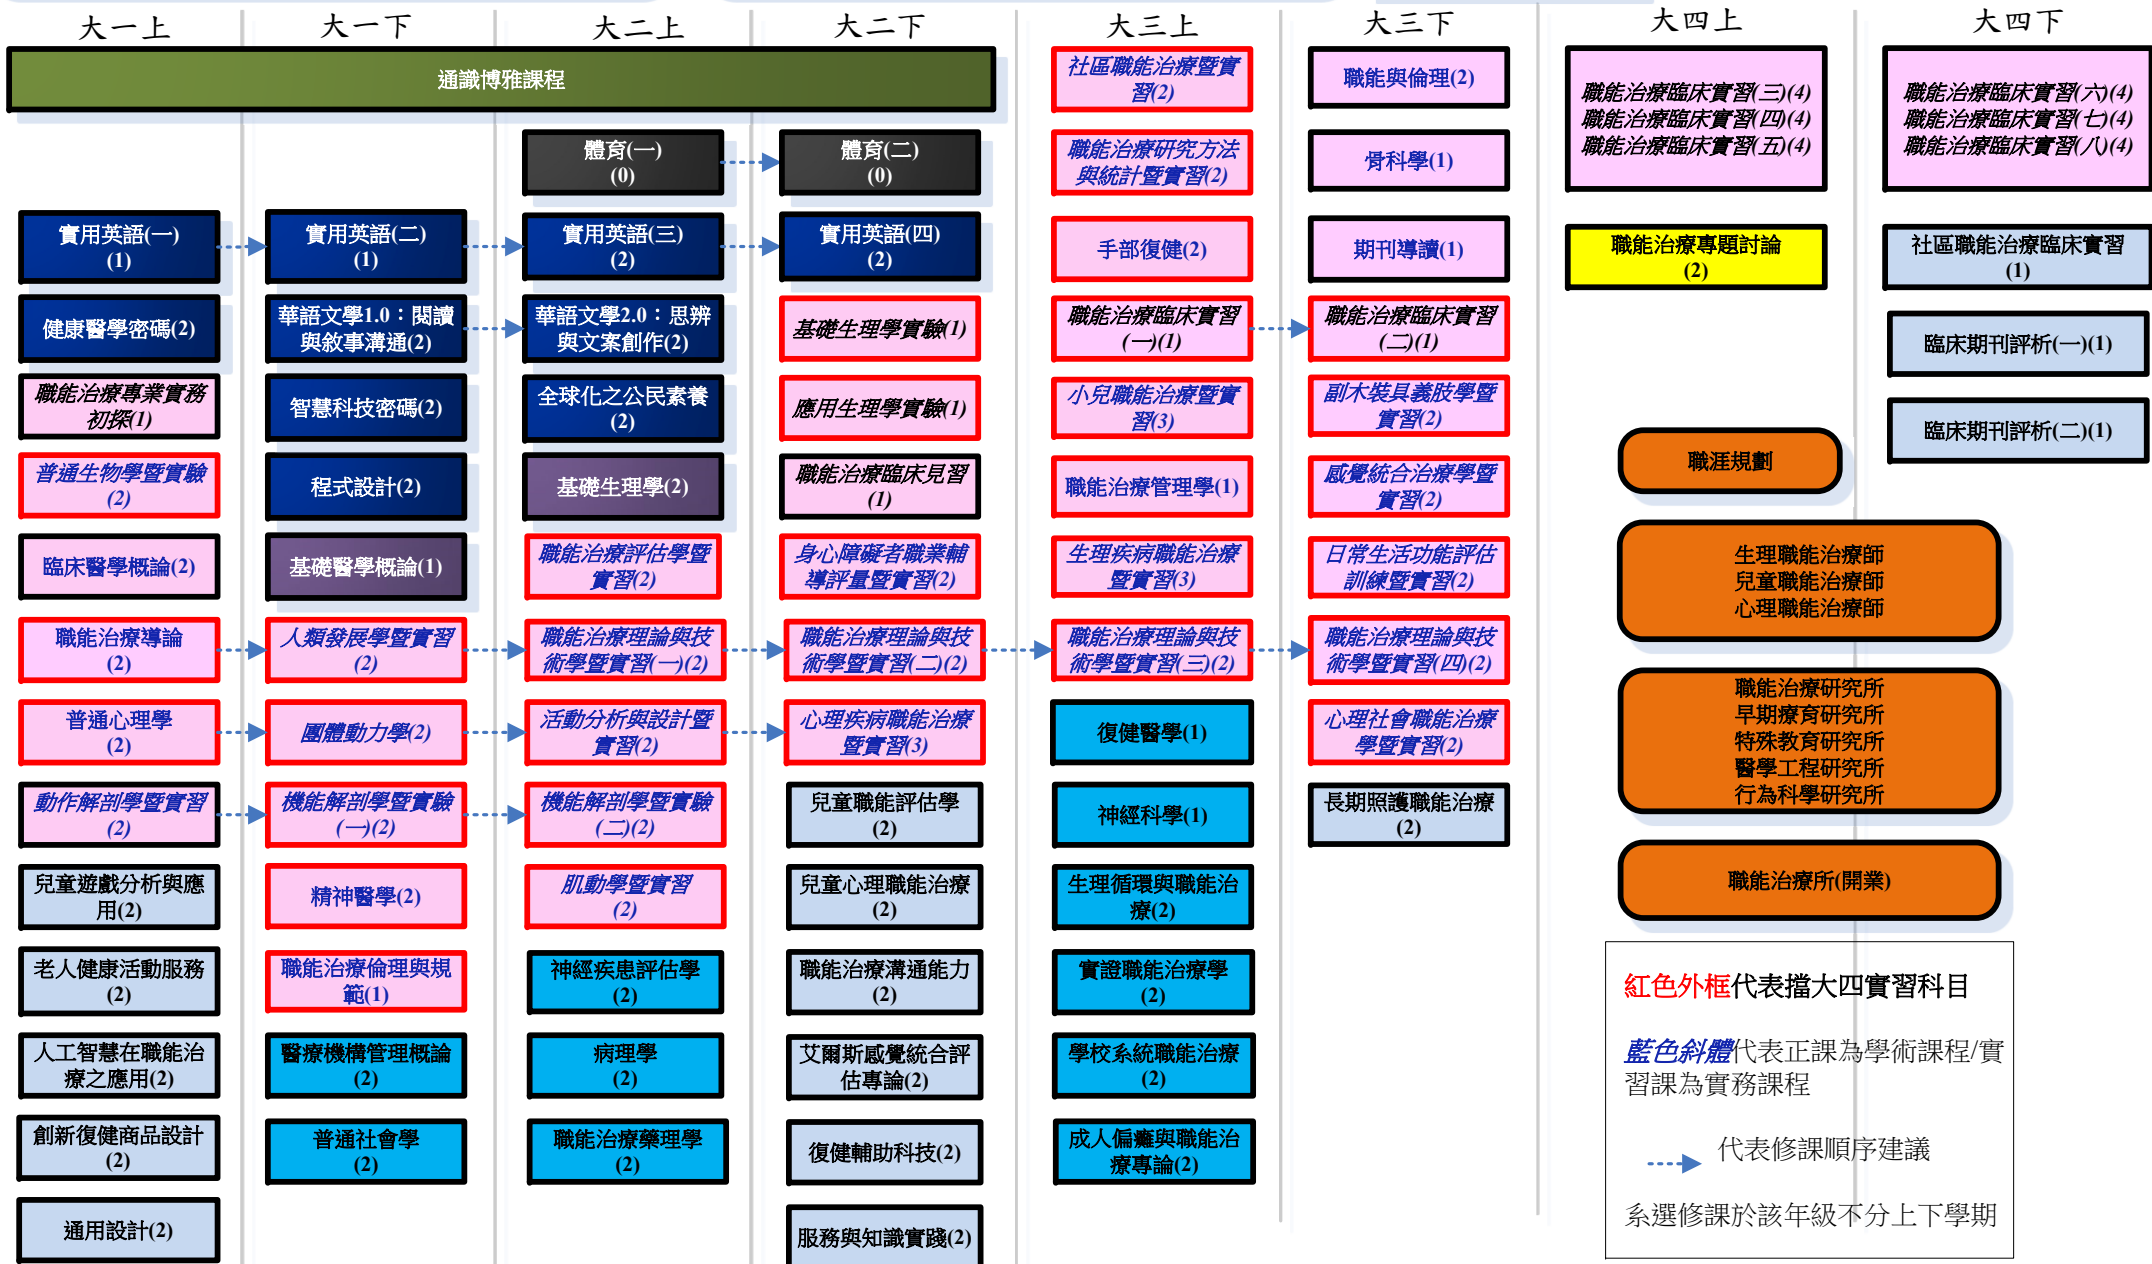 大一上
大一下
大二上
大二下
大三上
大三下
大四上
大四下
通識博雅課程
實用英語(一)
(1)
健康醫學密碼(2)
職能治療專業實務
初探(1)
普通生物學暨實驗
(2)
臨床醫學概論(2)
職能治療導論
(2)
普通心理學
(2)
動作解剖學暨實習
(2)
兒童遊戲分析與應
用(2)
老人健康活動服務
(2)
人工智慧在職能治
療之應用(2)
創新復健商品設計
(2)
通用設計(2)
實用英語(二)
(1)
華語文學1.0：閱讀
與敘事溝通(2)
智慧科技密碼(2)
程式設計(2)
基礎醫學概論(1)
人類發展學暨實習
(2)
團體動力學(2)
機能解剖學暨實驗
(一)(2)
精神醫學(2)
職能治療倫理與規
範(1)
醫療機構管理概論
(2)
普通社會學
(2)
體育(一)
(0)
實用英語(三)
(2)
華語文學2.0：思辨
與文案創作(2)
全球化之公民素養
(2)
基礎生理學(2)
職能治療評估學暨
實習(2)
職能治療理論與技
術學暨實習(一)(2)
活動分析與設計暨
實習(2)
機能解剖學暨實驗
(二)(2)
肌動學暨實習
(2)
神經疾患評估學
(2)
病理學
(2)
職能治療藥理學
(2)
體育(二)
(0)
實用英語(四)
(2)
基礎生理學實驗(1)
應用生理學實驗(1)
職能治療臨床見習
(1)
身心障礙者職業輔
導評量暨實習(2)
職能治療理論與技
術學暨實習(二)(2)
心理疾病職能治療
暨實習(3)
兒童職能評估學
(2)
兒童心理職能治療
(2)
職能治療溝通能力
(2)
艾爾斯感覺統合評
估專論(2)
復健輔助科技(2)
服務與知識實踐(2)
社區職能治療暨實
習(2)
職能治療研究方法
與統計暨實習(2)
手部復健(2)
職能治療臨床實習
(一)(1)
小兒職能治療暨實
習(3)
職能治療管理學(1)
生理疾病職能治療
暨實習(3)
職能治療理論與技
術學暨實習(三)(2)
復健醫學(1)
神經科學(1)
生理循環與職能治
療(2)
實證職能治療學
(2)
學校系統職能治療
(2)
成人偏癱與職能治
療專論(2)
職能與倫理(2)
骨科學(1)
期刊導讀(1)
職能治療臨床實習
(二)(1)
副木裝具義肢學暨
實習(2)
感覺統合治療學暨
實習(2)
日常生活功能評估
訓練暨實習(2)
職能治療理論與技
術學暨實習(四)(2)
心理社會職能治療
學暨實習(2)
長期照護職能治療
(2)
職能治療臨床實習(三)(4)
職能治療臨床實習(四)(4)
職能治療臨床實習(五)(4)
職能治療專題討論
(2)
職能治療臨床實習(六)(4)
職能治療臨床實習(七)(4)
職能治療臨床實習(八)(4)
社區職能治療臨床實習
(1)
臨床期刊評析(一)(1)
臨床期刊評析(二)(1)
職涯規劃
生理職能治療師
兒童職能治療師
心理職能治療師
職能治療研究所
早期療育研究所
特殊教育研究所
醫學工程研究所
行為科學研究所
職能治療所(開業)
紅色外框代表擋大四實習科目
藍色斜體代表正課為學術課程/實
習課為實務課程
代表修課順序建議
系選修課於該年級不分上下學期